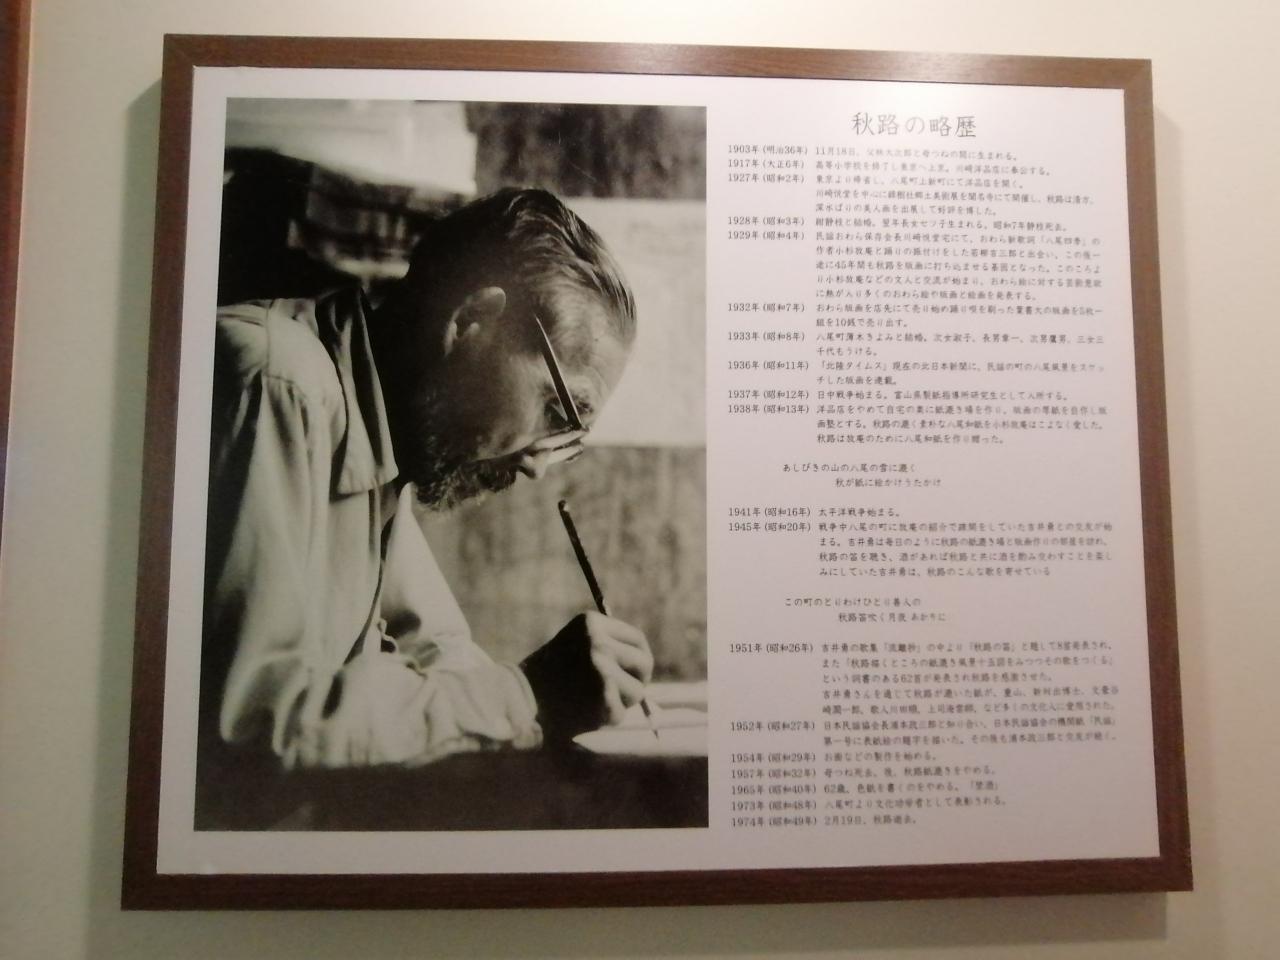 秋路の略歴
1903年(明治36年) 11月18日、父林大次郎と母つねの間に生まれる。
1917年(大正6年) 高等小学校を修了し東京へ上京。川崎洋品店に奉公する。
1927年(昭和2年) 東京より帰省し、八尾町上新町にて洋品店を開く。
川崎悦堂を中心に緑樹社郷土美術展を聞名寺にて開催し、秋路は清方、
深水ばりの美人画を出展して好評を博した。
1928年(昭和3年) 静枝と結婚。翌年長女セツ子生まれる。昭和7年静枝死去。
1929年(昭和4年) 民謡おわら保存会長川崎悦堂宅にて、おわら新歌詞「八尾四季」の
作者小杉放庵と踊りの振付けをした若柳吉三郎と出会い、この後一
途に45年間も秋路を版画に打ち込ませる基因となった。このころよ
り小杉放庵などの文人と交流が始まり、おわら絵に対する芸術意欲
に熱が入り多くのおわら絵や版画と絵画を発表する。
1932年(昭和7年) おわら版画を店先にて売り始め踊り唄を刷った葉書大の版画を5枚一
組を10銭で売り出す。
1933年(昭和8年) 八尾町薄木きよみと結婚。次女淑子、長男章一、次男鷹男、三女三
千代もうける。
1936年(昭和11年) 「北陸タイムス」現在の北日本新聞に、民謡の町の八尾風景をスケッ
チした版画を連載。
1937年(昭和12年) 日中戦争始まる。富山県製紙指導所研究生として入所する。
1938年(昭和13年) 洋品店をやめて自宅の裏に紙漉き場を作り、版画の厚紙を自作し版
画塾とする。秋路の漉く素朴な八尾和紙を小杉放庵はこよなく愛した。
秋路は放庵のために八尾和紙を作り贈った。
あしびきの山の八尾の雪に漉く
秋が紙に絵かけうたかけ
1941年(昭和16年) 太平洋戦争始まる。
1945年(昭和20年) 戦争中八尾の町に放庵の紹介で疎開をしていた吉井勇との交友が始
まる。吉井勇は毎日のように秋路の紙漉き場と版画作りの部屋を訪れ、
秋路の笛を聴き、酒があれば秋路と共に酒を酌み交わすことを楽し
みにしていた吉井勇は、秋路のこんな歌を寄せている
この町のとりわけひとり善人の
秋路笛吹く月夜 あかりに
1951年(昭和26年) 吉井勇の歌集「流離抄」の中より「秋路の笛」と題して8首発表され、
また「秋路描くところの紙漉き風景十五図をみつつその歌をつくる」
という詞書のある62首が発表され秋路を感激させた。
吉井勇さんを通じて秋路が漉いた紙が、重山、新村出博士、文豪谷
崎潤一郎、歌人川田順、上司海雲師、など多くの文化人に愛用された。
1952年(昭和27年) 日本民謡協会長浦本政三郎と知り合い、日本民謡協会の機関紙「民謡」
第一号に表紙絵の題字を描いた。その後も浦本政三郎と交友が続く。
1954年(昭和29年) お面などの製作を始める。
1957年(昭和32年) 母つね死去。後、秋路紙漉きをやめる。
1965年(昭和40年) 62歳、色紙を書くのをやめる。「禁酒」
1973年(昭和48年) 八尾町より文化功労者として表彰される。
1974年(昭和49年) 2月19日、秋路逝去。